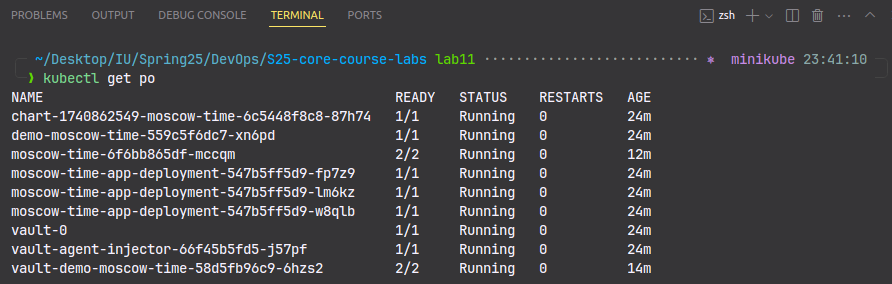 PROBLEMS OUTPUT DEBUG CONSOLE TERMINAL PORTS zsh
~/Desktop/IU/Spring25/DevOps/S25-core-course-labs lab11 ··························· ⎈ minikube 23:41:10
❯ kubectl get po
NAME READY STATUS RESTARTS AGE
chart-1740862549-moscow-time-6c5448f8c8-87h74 1/1 Running 0 24m
demo-moscow-time-559c5f6dc7-xn6pd 1/1 Running 0 24m
moscow-time-6f6bb865df-mccqm 2/2 Running 0 12m
moscow-time-app-deployment-547b5ff5d9-fp7z9 1/1 Running 0 24m
moscow-time-app-deployment-547b5ff5d9-lm6kz 1/1 Running 0 24m
moscow-time-app-deployment-547b5ff5d9-w8qlb 1/1 Running 0 24m
vault-0 1/1 Running 0 24m
vault-agent-injector-66f45b5fd5-j57pf 1/1 Running 0 24m
vault-demo-moscow-time-58d5fb96c9-6hzs2 2/2 Running 0 14m